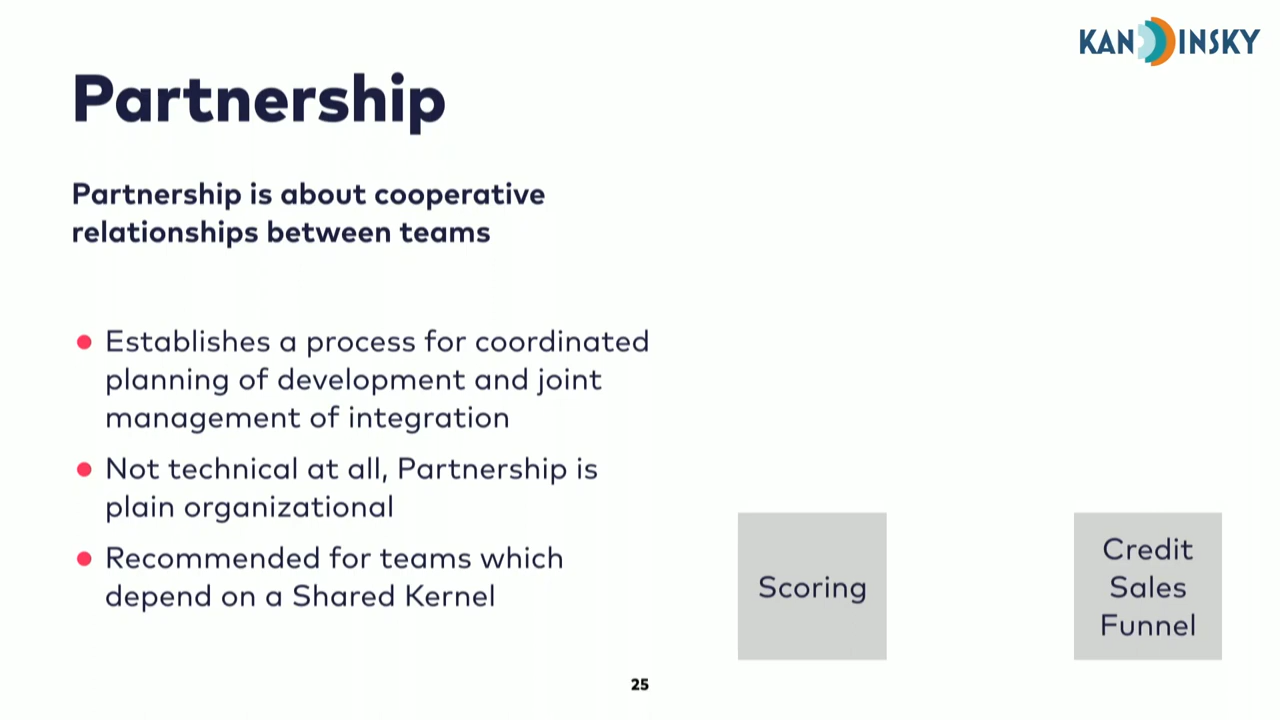 KANDDINSKY
Partnership
Partnership is about cooperative
relationships between teams
Establishes a process for coordinated
planning of development and joint
management of integration
Not technical at all, Partnership is
plain organizational
Recommended for teams which
depend on a Shared Kernel
Scoring
Credit
Sales
Funnel
25